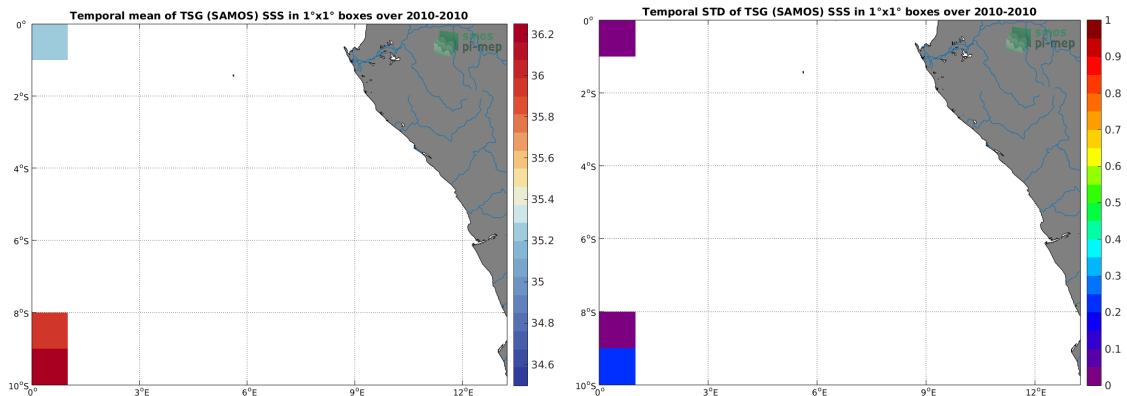 Temporal mean of TSG (SAMOS) SSS in 1°x1° boxes over 2010-2010
0°
2°S
4°S
6°S
8°S
10°S
0°
3°E
6°E
9°E
12°E
36.2
36
35.8
35.6
35.4
35.2
35
34.8
34.6
smos
pi-mep
Temporal STD of TSG (SAMOS) SSS in 1°x1° boxes over 2010-2010
0°
2°S
4°S
6°S
8°S
10°S
0°
3°E
6°E
9°E
12°E
1
0.9
0.8
0.7
0.6
0.5
0.4
0.3
0.2
0.1
0
smos
pi-mep